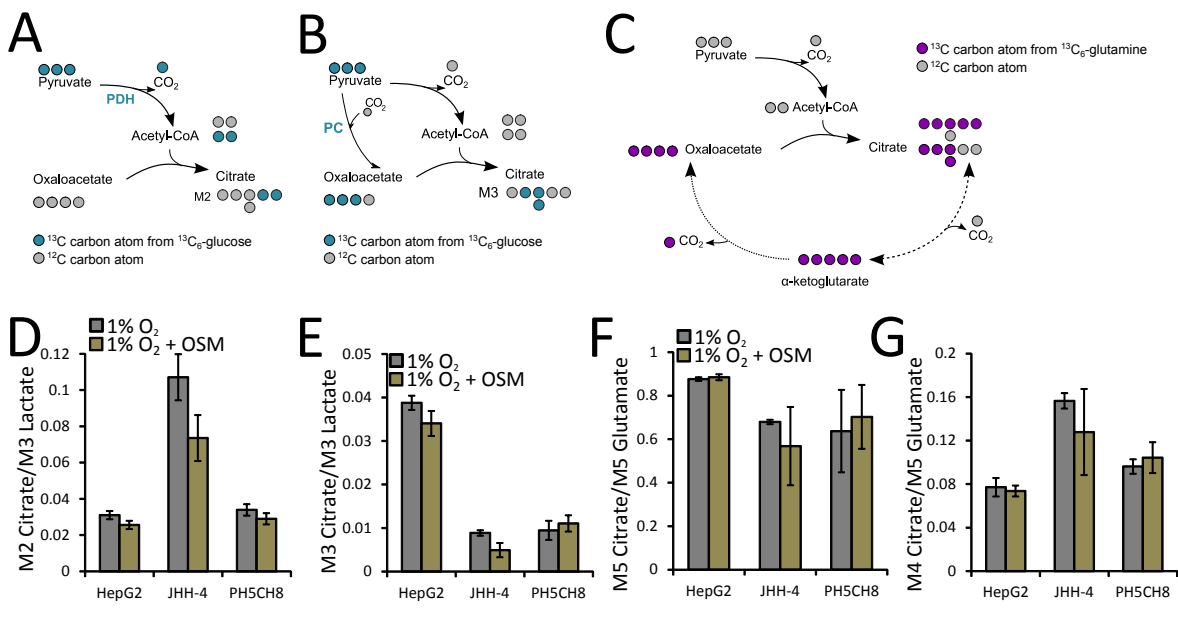 A
Pyruvate
CO₂
PDH
Acetyl-CoA
Oxaloacetate
Citrate
M2
¹³C carbon atom from ¹³C₆-glucose
¹²C carbon atom
B
Pyruvate
CO₂
CO₂
PC
Acetyl-CoA
Oxaloacetate
Citrate
M3
¹³C carbon atom from ¹³C₆-glucose
¹²C carbon atom
C
Pyruvate
CO₂
¹³C carbon atom from ¹³C₆-glutamine
¹²C carbon atom
Acetyl-CoA
Oxaloacetate
Citrate
CO₂
CO₂
α-ketoglutarate
D
1% O₂
1% O₂ + OSM
M2 Citrate/M3 Lactate
0.12
0.1
0.08
0.06
0.04
0.02
0
HepG2 JHH-4 PH5CH8
E
1% O₂
1% O₂ + OSM
M3 Citrate/M3 Lactate
0.05
0.04
0.03
0.02
0.01
0
HepG2 JHH-4 PH5CH8
F
1% O₂
1% O₂ + OSM
M5 Citrate/M5 Glutamate
1
0.8
0.6
0.4
0.2
0
HepG2 JHH-4 PH5CH8
G
M4 Citrate/M5 Glutamate
0.2
0.16
0.12
0.08
0.04
0
HepG2 JHH-4 PH5CH8